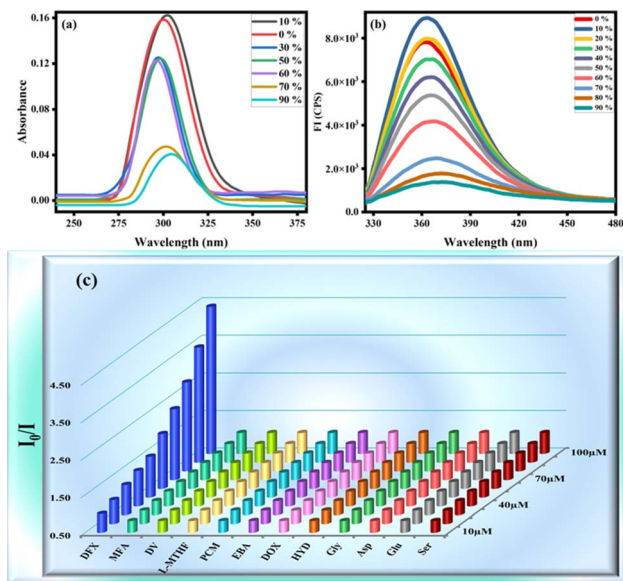 (a)
10 %
0 %
30 %
50 %
60 %
70 %
90 %
0.16
0.12
0.08
0.04
0.00
Absorbance
250
275
300
325
350
375
Wavelength (nm)
(b)
0 %
10 %
20 %
30 %
40 %
50 %
60 %
70 %
80 %
90 %
8.0×10³
6.0×10³
4.0×10³
2.0×10³
0.0
FI (CPS)
330
360
390
420
450
480
Wavelength (nm)
(c)
4.50
3.50
2.50
1.50
0.50
I₀/I
DFX
MFA
DV
L-MTHF
PCM
EBA
DOX
HYD
Gly
Asp
Glu
Ser
10µM
40µM
70µM
100µM